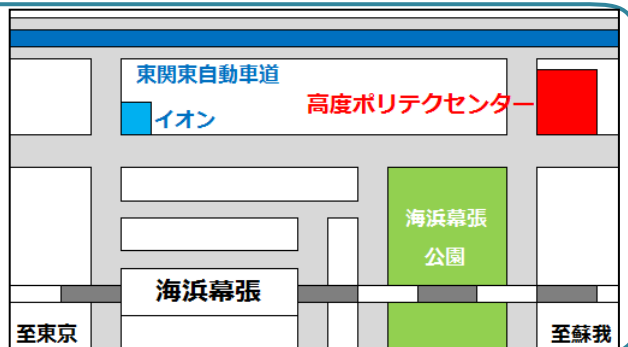 東関東自動車道
高度ポリテクセンター
イオン
海浜幕張
公園
海浜幕張
至東京
至蘇我